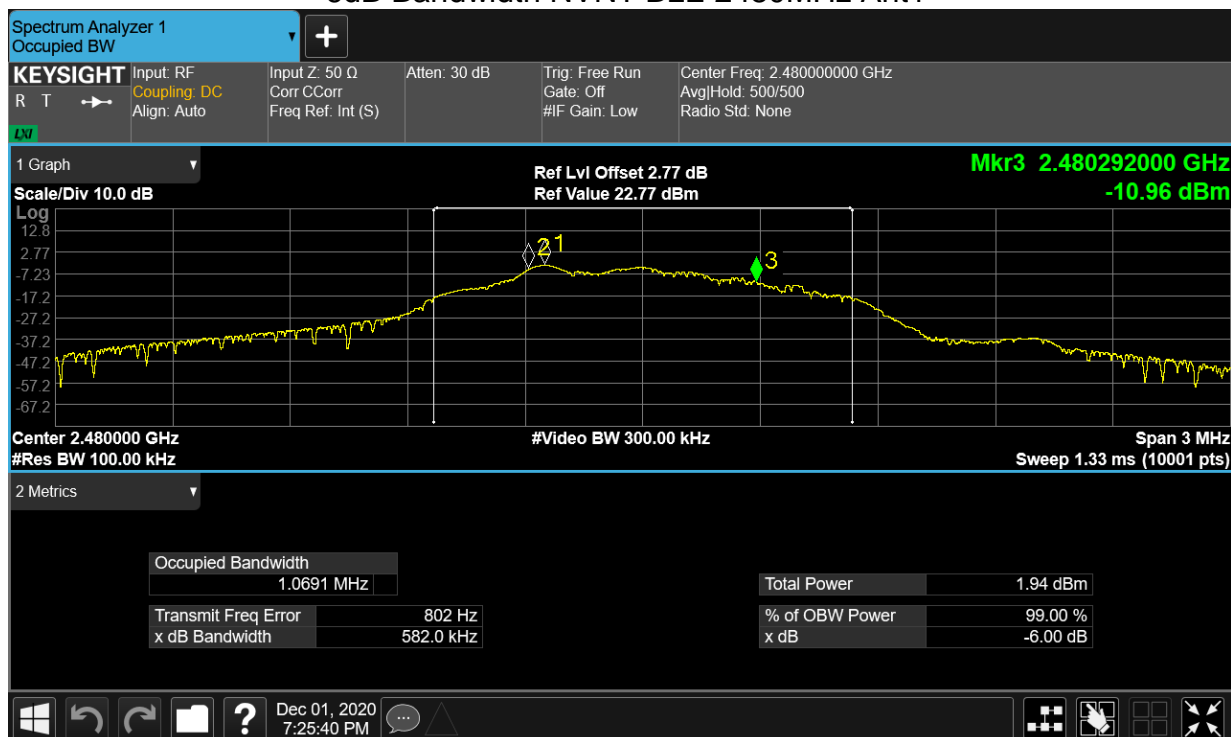 Spectrum Analyzer 1
Occupied BW
KEYSIGHT
R T
LXI
Input: RF
Coupling: DC
Align: Auto
Input Z: 50 Ω
Corr CCorr
Freq Ref: Int (S)
Atten: 30 dB
Trig: Free Run
Gate: Off
#IF Gain: Low
Center Freq: 2.480000000 GHz
Avg|Hold: 500/500
Radio Std: None
1 Graph
Scale/Div 10.0 dB
Ref Lvl Offset 2.77 dB
Ref Value 22.77 dBm
Mkr3 2.480292000 GHz
-10.96 dBm
Log
12.8
2.77
-7.23
-17.2
-27.2
-37.2
-47.2
-57.2
-67.2
2 1
3
Center 2.480000 GHz
#Video BW 300.00 kHz
Span 3 MHz
#Res BW 100.00 kHz
Sweep 1.33 ms (10001 pts)
2 Metrics
Occupied Bandwidth
1.0691 MHz
Total Power 1.94 dBm
Transmit Freq Error 802 Hz
% of OBW Power 99.00 %
x dB Bandwidth 582.0 kHz
x dB -6.00 dB
?
Dec 01, 2020
7:25:40 PM